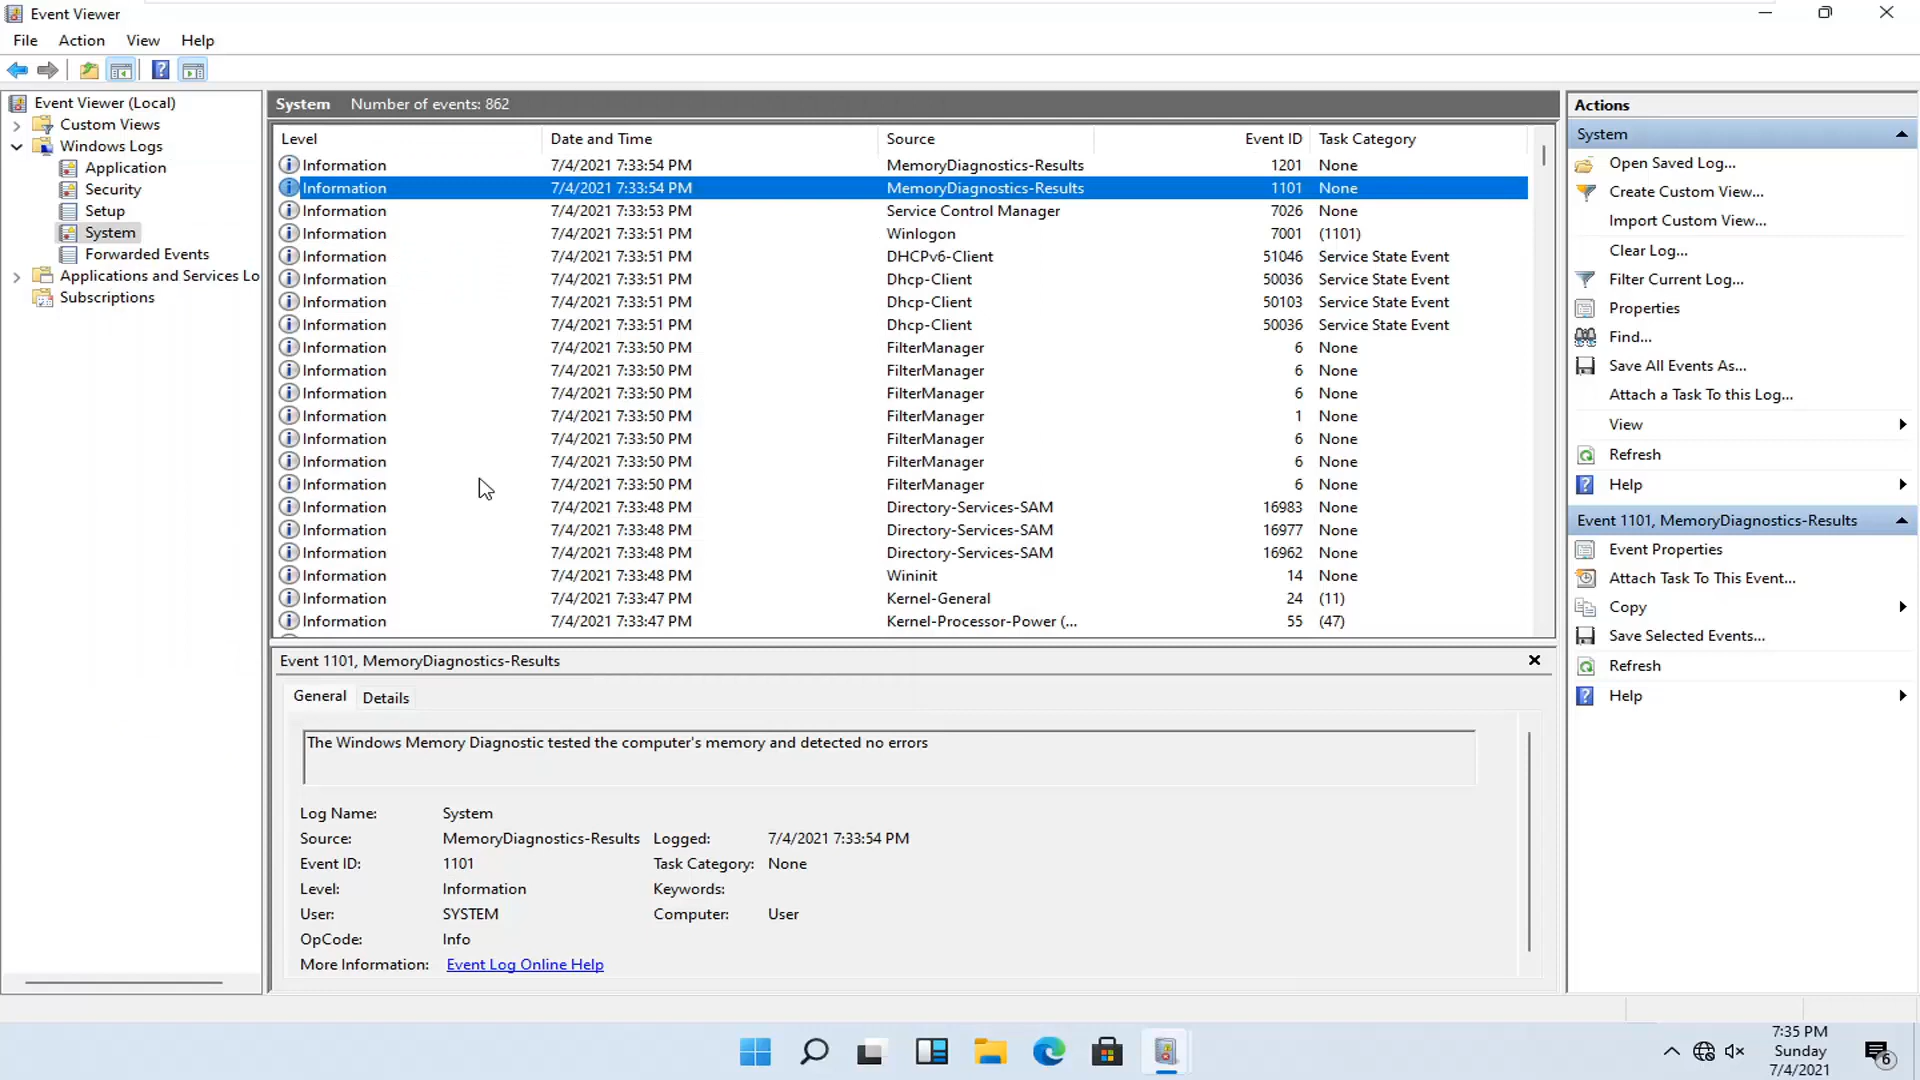 Event Viewer
File Action View Help
Event Viewer (Local)
Custom Views
Windows Logs
Application
Security
Setup
System
Forwarded Events
Applications and Services Lo
Subscriptions
System Number of events: 862
Level Date and Time Source Event ID Task Category
Information 7/4/2021 7:33:54 PM MemoryDiagnostics-Results 1201 None
Information 7/4/2021 7:33:54 PM MemoryDiagnostics-Results 1101 None
Information 7/4/2021 7:33:53 PM Service Control Manager 7026 None
Information 7/4/2021 7:33:51 PM Winlogon 7001 (1101)
Information 7/4/2021 7:33:51 PM DHCPv6-Client 51046 Service State Event
Information 7/4/2021 7:33:51 PM Dhcp-Client 50036 Service State Event
Information 7/4/2021 7:33:51 PM Dhcp-Client 50103 Service State Event
Information 7/4/2021 7:33:51 PM Dhcp-Client 50036 Service State Event
Information 7/4/2021 7:33:50 PM FilterManager 6 None
Information 7/4/2021 7:33:50 PM FilterManager 6 None
Information 7/4/2021 7:33:50 PM FilterManager 6 None
Information 7/4/2021 7:33:50 PM FilterManager 1 None
Information 7/4/2021 7:33:50 PM FilterManager 6 None
Information 7/4/2021 7:33:50 PM FilterManager 6 None
Information 7/4/2021 7:33:50 PM FilterManager 6 None
Information 7/4/2021 7:33:48 PM Directory-Services-SAM 16983 None
Information 7/4/2021 7:33:48 PM Directory-Services-SAM 16977 None
Information 7/4/2021 7:33:48 PM Directory-Services-SAM 16962 None
Information 7/4/2021 7:33:48 PM Wininit 14 None
Information 7/4/2021 7:33:47 PM Kernel-General 24 (11)
Information 7/4/2021 7:33:47 PM Kernel-Processor-Power (... 55 (47)
Event 1101, MemoryDiagnostics-Results
General Details
The Windows Memory Diagnostic tested the computer's memory and detected no errors
Log Name: System
Source: MemoryDiagnostics-Results Logged: 7/4/2021 7:33:54 PM
Event ID: 1101 Task Category: None
Level: Information Keywords:
User: SYSTEM Computer: User
OpCode: Info
More Information: Event Log Online Help
Actions
System
Open Saved Log...
Create Custom View...
Import Custom View...
Clear Log...
Filter Current Log...
Properties
Find...
Save All Events As...
Attach a Task To this Log...
View
Refresh
Help
Event 1101, MemoryDiagnostics-Results
Event Properties
Attach Task To This Event...
Copy
Save Selected Events...
Refresh
Help
7:35 PM
Sunday
7/4/2021
6